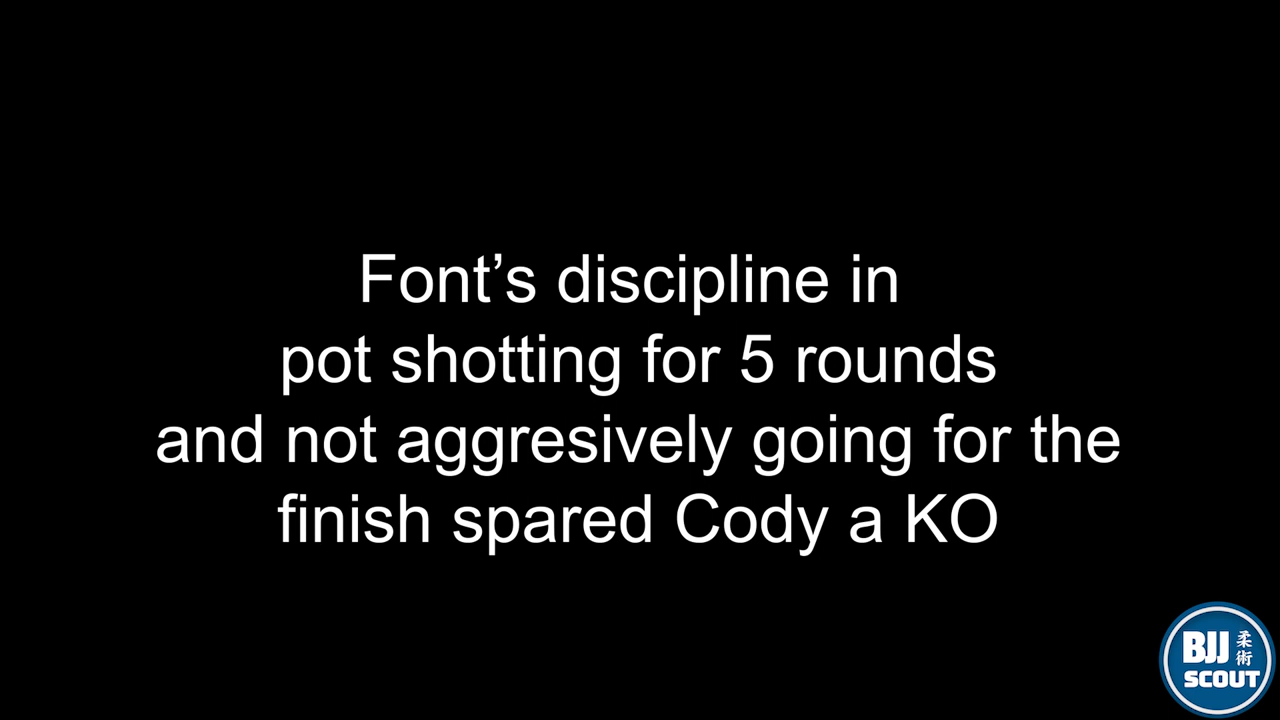 Font’s discipline in
pot shotting for 5 rounds
and not aggresively going for the
finish spared Cody a KO
BJJ 柔術
SCOUT